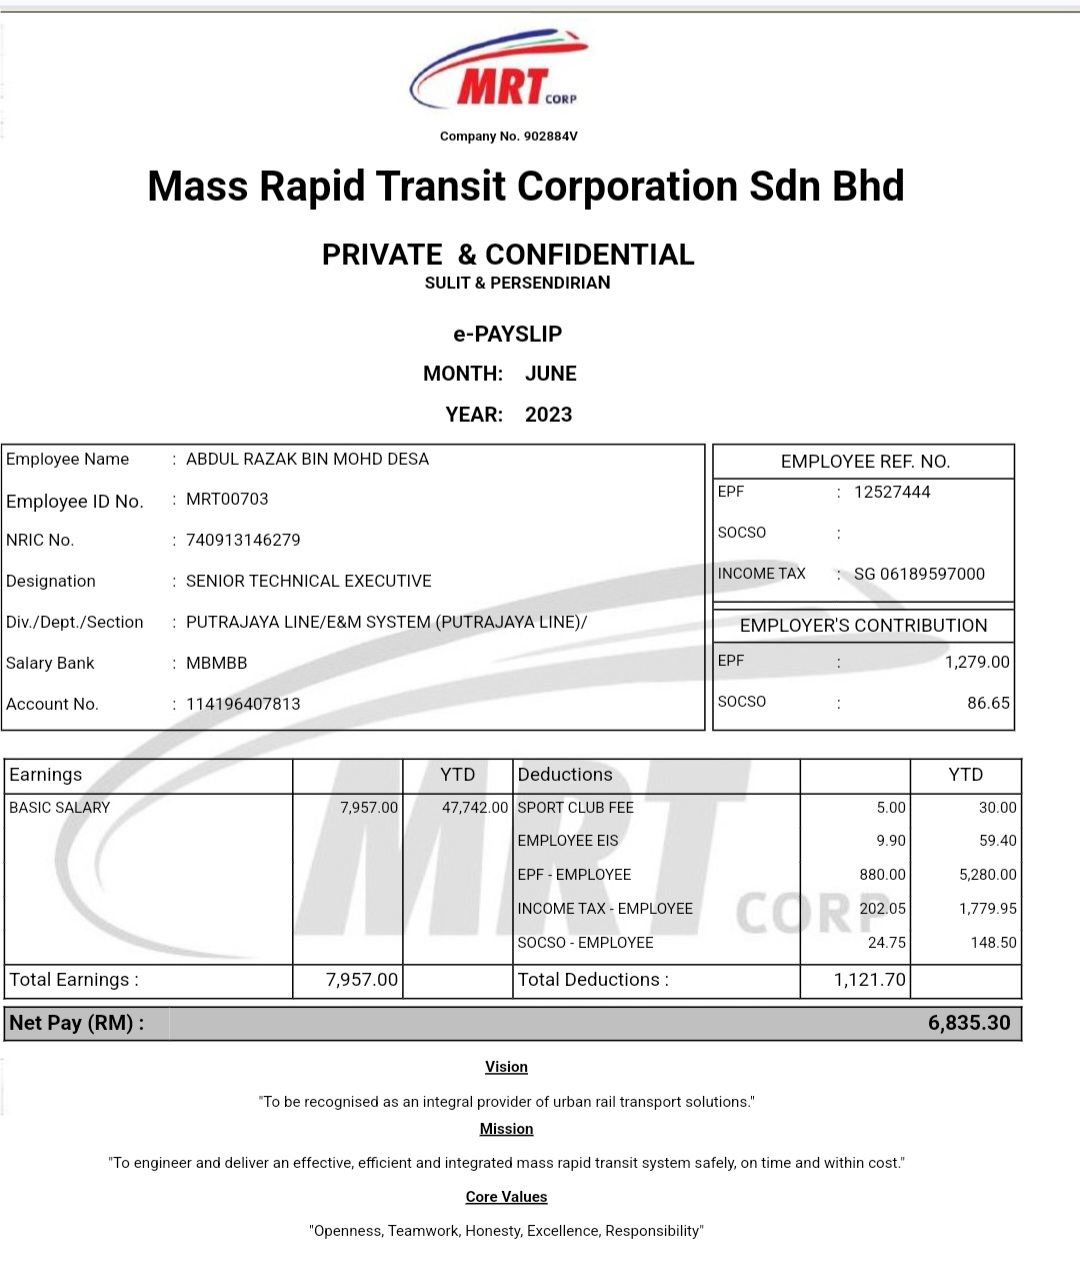 MRT CORP
Company No. 902884V
Mass Rapid Transit Corporation Sdn Bhd
PRIVATE & CONFIDENTIAL
SULIT & PERSENDIRIAN
e-PAYSLIP
MONTH: JUNE
YEAR: 2023
Employee Name : ABDUL RAZAK BIN MOHD DESA
Employee ID No. : MRT00703
NRIC No. : 740913146279
Designation : SENIOR TECHNICAL EXECUTIVE
Div./Dept./Section : PUTRAJAYA LINE/E&M SYSTEM (PUTRAJAYA LINE)/
Salary Bank : MBMBB
Account No. : 114196407813
EMPLOYEE REF. NO.
EPF : 12527444
SOCSO :
INCOME TAX : SG 06189597000
EMPLOYER'S CONTRIBUTION
EPF : 1,279.00
SOCSO : 86.65
Earnings YTD Deductions YTD
BASIC SALARY 7,957.00 47,742.00 SPORT CLUB FEE 5.00 30.00
EMPLOYEE EIS 9.90 59.40
EPF - EMPLOYEE 880.00 5,280.00
INCOME TAX - EMPLOYEE 202.05 1,779.95
SOCSO - EMPLOYEE 24.75 148.50
Total Earnings : 7,957.00 Total Deductions : 1,121.70
Net Pay (RM) : 6,835.30
MRT CORP
Vision
"To be recognised as an integral provider of urban rail transport solutions."
Mission
"To engineer and deliver an effective, efficient and integrated mass rapid transit system safely, on time and within cost."
Core Values
"Openness, Teamwork, Honesty, Excellence, Responsibility"